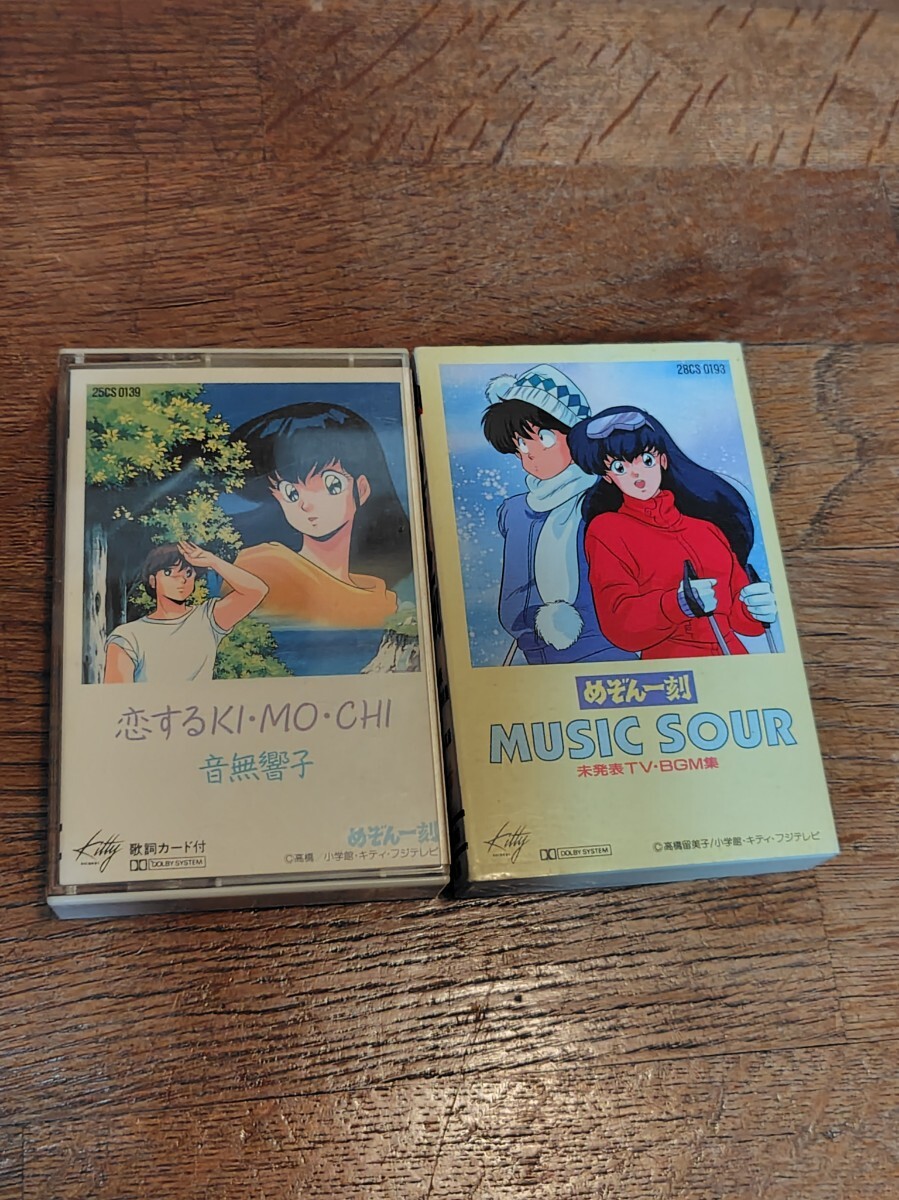 25CS 0139
恋するKI・MO・CHI
音無響子
めぞん一刻
Kitty
歌詞カード付
DOLBY SYSTEM
©高橋/小学館・キティ・フジテレビ
28CS 0193
めぞん一刻
MUSIC SOUR
未発表TV・BGM集
Kitty
DOLBY SYSTEM
©高橋留美子/小学館・キティ・フジテレビ